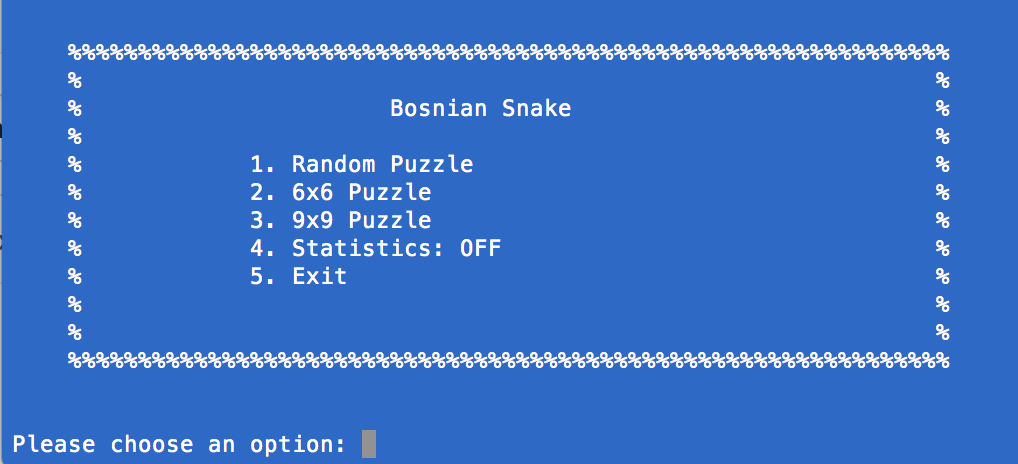 %%%%%%%%%%%%%%%%%%%%%%%%%%%%%%%%%%%%%%%%%%%%%%%%%%%%%%%%%%%%%%%
% %
% Bosnian Snake %
% %
% 1. Random Puzzle %
% 2. 6x6 Puzzle %
% 3. 9x9 Puzzle %
% 4. Statistics: OFF %
% 5. Exit %
% %
% %
%%%%%%%%%%%%%%%%%%%%%%%%%%%%%%%%%%%%%%%%%%%%%%%%%%%%%%%%%%%%%%%
Please choose an option: